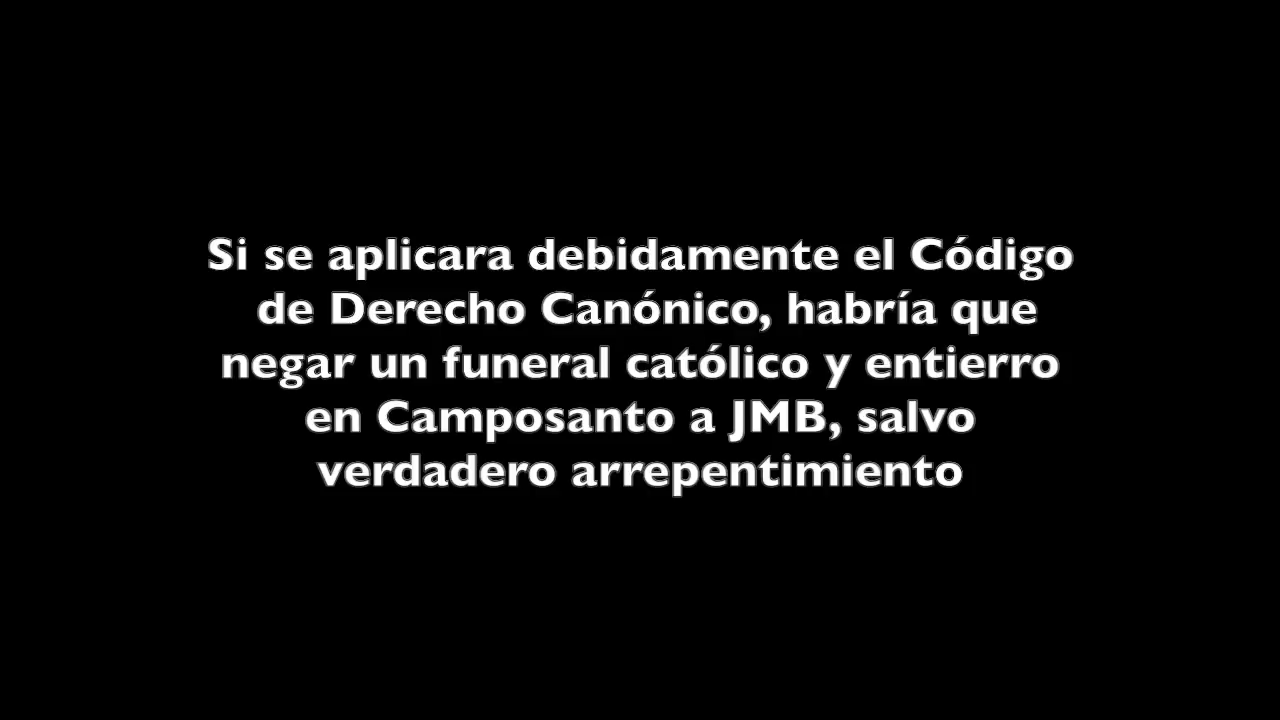 Si se aplicara debidamente el Código
de Derecho Canónico, habría que
negar un funeral católico y entierro
en Camposanto a JMB, salvo
verdadero arrepentimiento